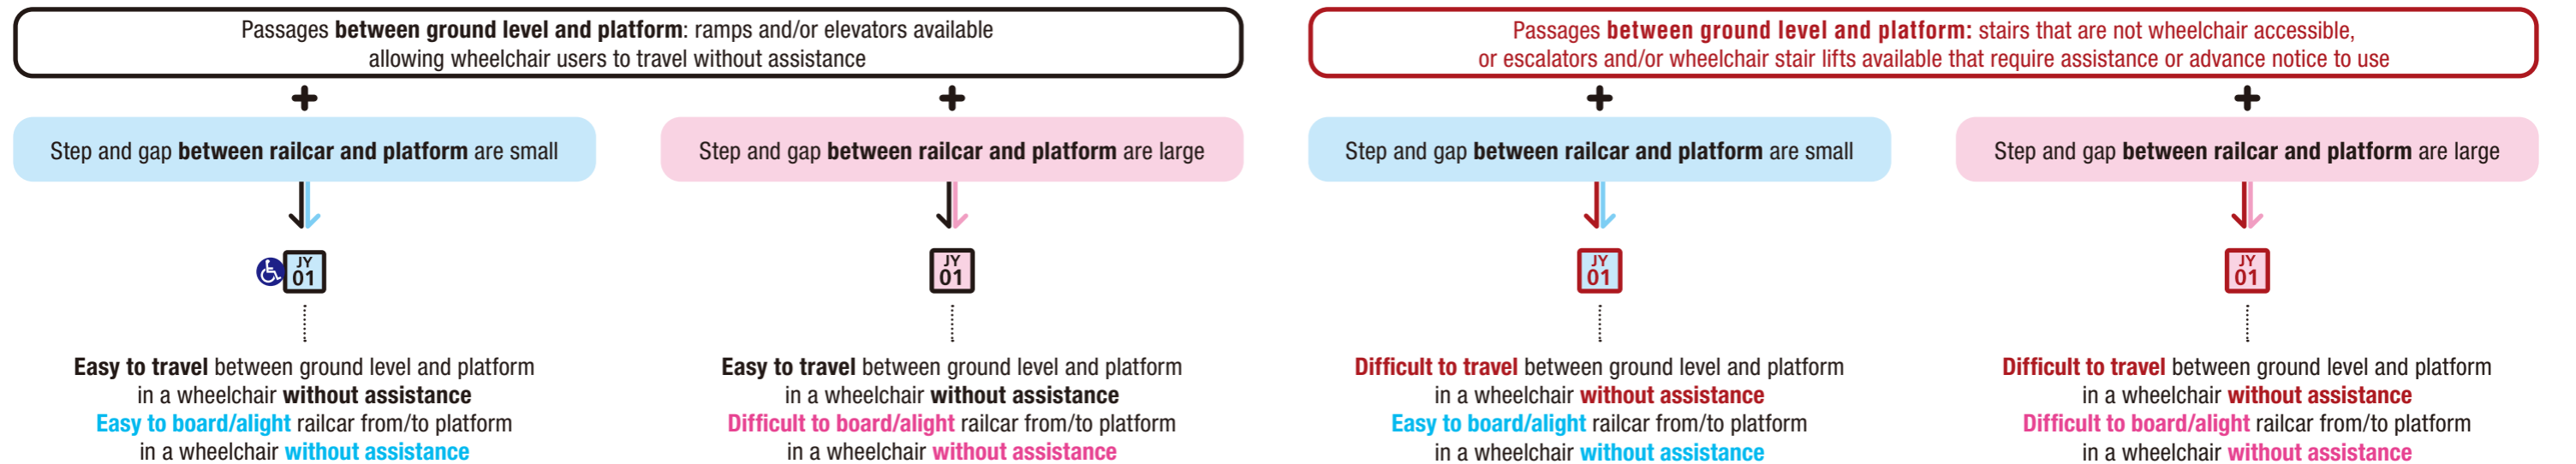 Passages between ground level and platform: ramps and/or elevators available
allowing wheelchair users to travel without assistance
Passages between ground level and platform: stairs that are not wheelchair accessible,
or escalators and/or wheelchair stair lifts available that require assistance or advance notice to use
+
+
+
+
Step and gap between railcar and platform are small
Step and gap between railcar and platform are large
Step and gap between railcar and platform are small
Step and gap between railcar and platform are large
JY
01
JY
01
JY
01
JY
01
Easy to travel between ground level and platform
in a wheelchair without assistance
Easy to board/alight railcar from/to platform
in a wheelchair without assistance
Easy to travel between ground level and platform
in a wheelchair without assistance
Difficult to board/alight railcar from/to platform
in a wheelchair without assistance
Difficult to travel between ground level and platform
in a wheelchair without assistance
Easy to board/alight railcar from/to platform
in a wheelchair without assistance
Difficult to travel between ground level and platform
in a wheelchair without assistance
Difficult to board/alight railcar from/to platform
in a wheelchair without assistance